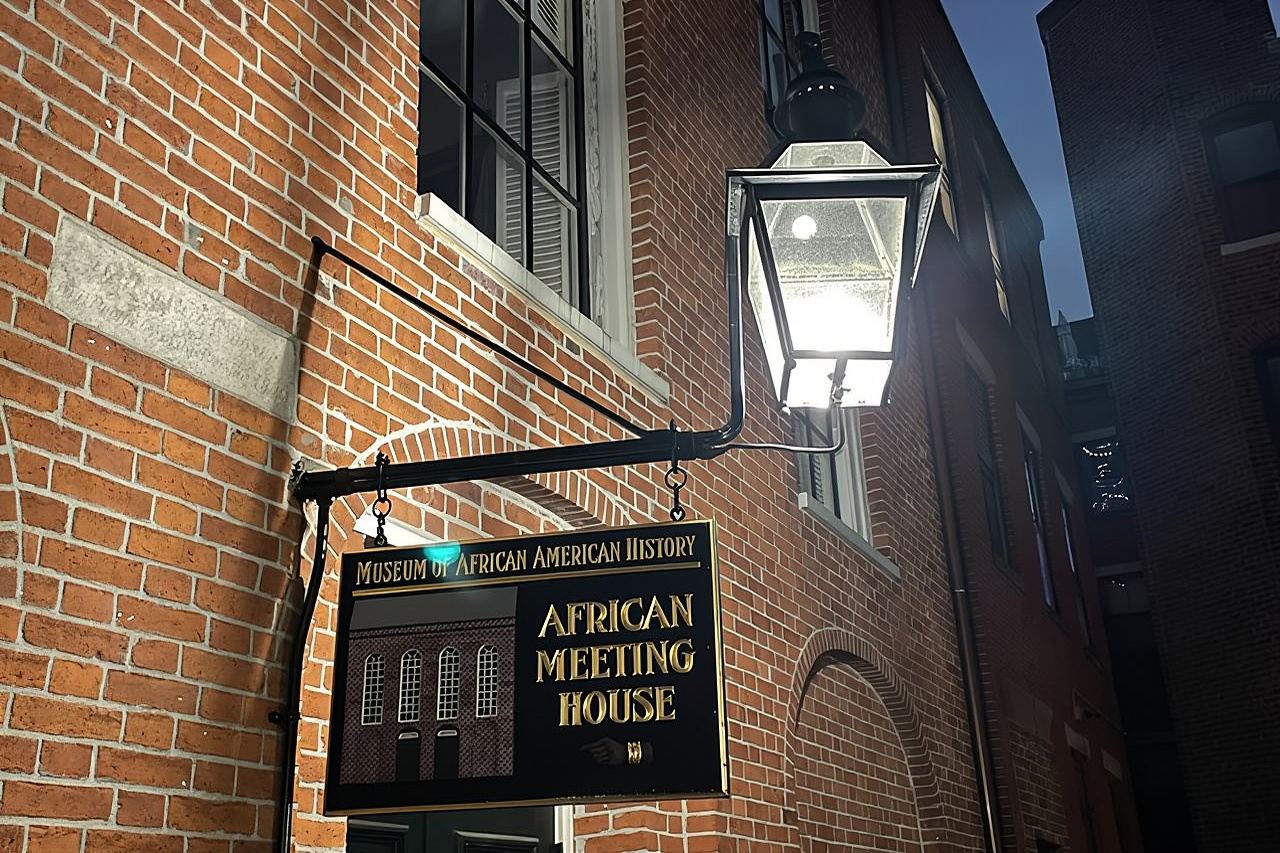 MUSEUM OF AFRICAN AMERICAN HISTORY
AFRICAN
MEETING
HOUSE